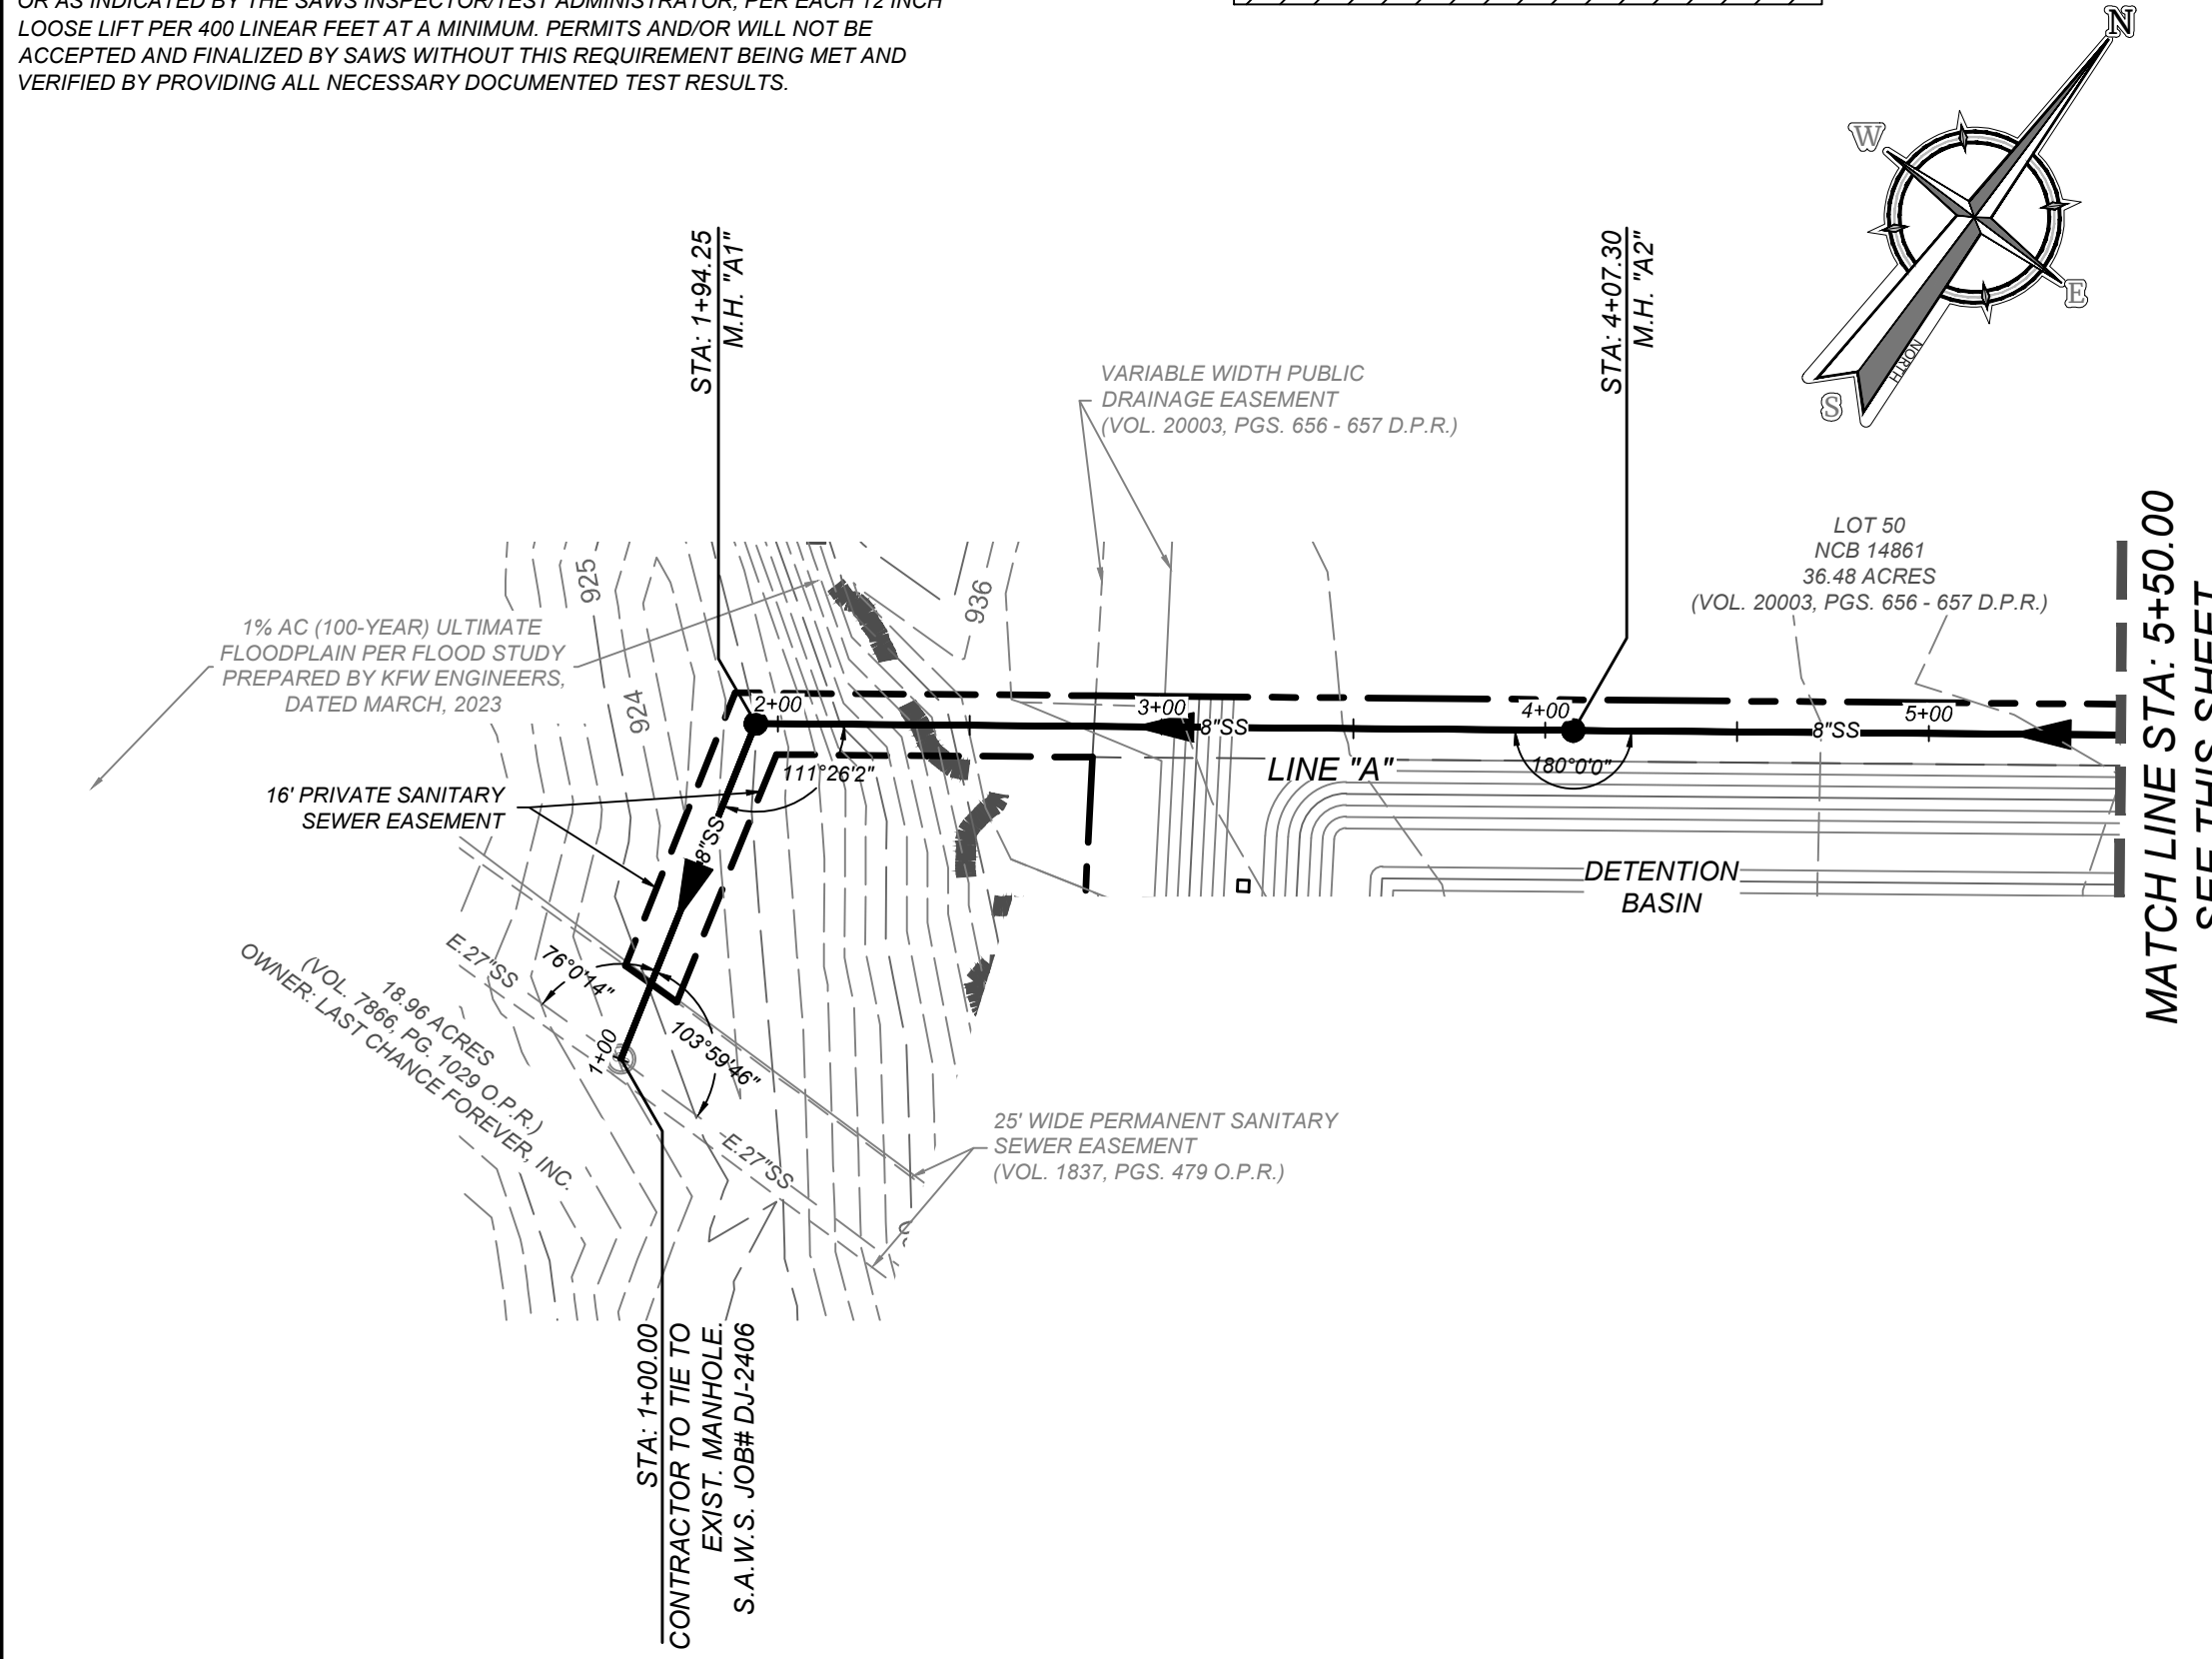 OR AS INDICATED BY THE SAWS INSPECTOR/TEST ADMINISTRATOR, PER EACH 12 INCH
LOOSE LIFT PER 400 LINEAR FEET AT A MINIMUM. PERMITS AND/OR WILL NOT BE
ACCEPTED AND FINALIZED BY SAWS WITHOUT THIS REQUIREMENT BEING MET AND
VERIFIED BY PROVIDING ALL NECESSARY DOCUMENTED TEST RESULTS.
N
W
E
S
NORTH
STA: 1+94.25
M.H. "A1"
STA: 4+07.30
M.H. "A2"
VARIABLE WIDTH PUBLIC
DRAINAGE EASEMENT
(VOL. 20003, PGS. 656 - 657 D.P.R.)
LOT 50
NCB 14861
36.48 ACRES
(VOL. 20003, PGS. 656 - 657 D.P.R.)
MATCH LINE STA: 5+50.00
SEE THIS SHEET
925
924
936
1% AC (100-YEAR) ULTIMATE
FLOODPLAIN PER FLOOD STUDY
PREPARED BY KFW ENGINEERS,
DATED MARCH, 2023
2+00
3+00
4+00
5+00
8"SS
8"SS
111°26'2"
LINE "A"
180°0'0"
16' PRIVATE SANITARY
SEWER EASEMENT
8"SS
DETENTION
BASIN
E.27"SS
76°0'14"
103°59'46"
1+00
18.96 ACRES
(VOL. 7866, PG. 1029 O.P.R.)
OWNER: LAST CHANCE FOREVER, INC.
E.27"SS
25' WIDE PERMANENT SANITARY
SEWER EASEMENT
(VOL. 1837, PGS. 479 O.P.R.)
STA: 1+00.00
CONTRACTOR TO TIE TO
EXIST. MANHOLE.
S.A.W.S. JOB# DJ-2406